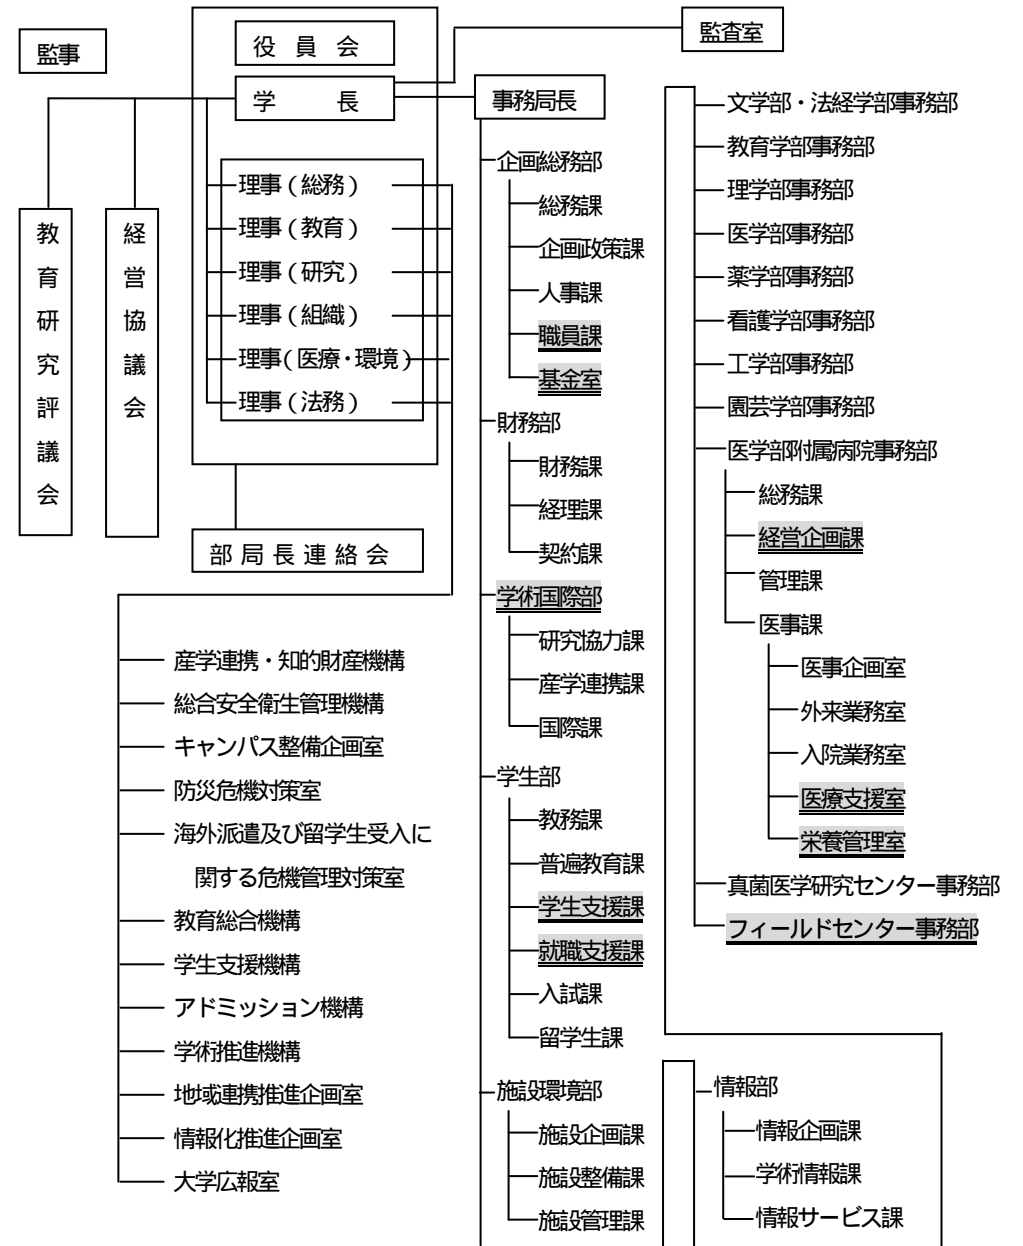 監事
役　員　会
監査室
学　　長
事務局長
理事（総務）
理事（教育）
理事（研究）
理事（組織）
理事（医療・環境）
理事（法務）
教育研究評議会
経営協議会
部局長連絡会
産学連携・知的財産機構
総合安全衛生管理機構
キャンパス整備企画室
防災危機対策室
海外派遣及び留学生受入に
関する危機管理対策室
教育総合機構
学生支援機構
アドミッション機構
学術推進機構
地域連携推進企画室
情報化推進企画室
大学広報室
企画総務部
総務課
企画政策課
人事課
職員課
基金室
財務部
財務課
経理課
契約課
学術国際部
研究協力課
産学連携課
国際課
学生部
教務課
普遍教育課
学生支援課
就職支援課
入試課
留学生課
施設環境部
施設企画課
施設整備課
施設管理課
文学部・法経学部事務部
教育学部事務部
理学部事務部
医学部事務部
薬学部事務部
看護学部事務部
工学部事務部
園芸学部事務部
医学部附属病院事務部
総務課
経営企画課
管理課
医事課
医事企画室
外来業務室
入院業務室
医療支援室
栄養管理室
真菌医学研究センター事務部
フィールドセンター事務部
情報部
情報企画課
学術情報課
情報サービス課